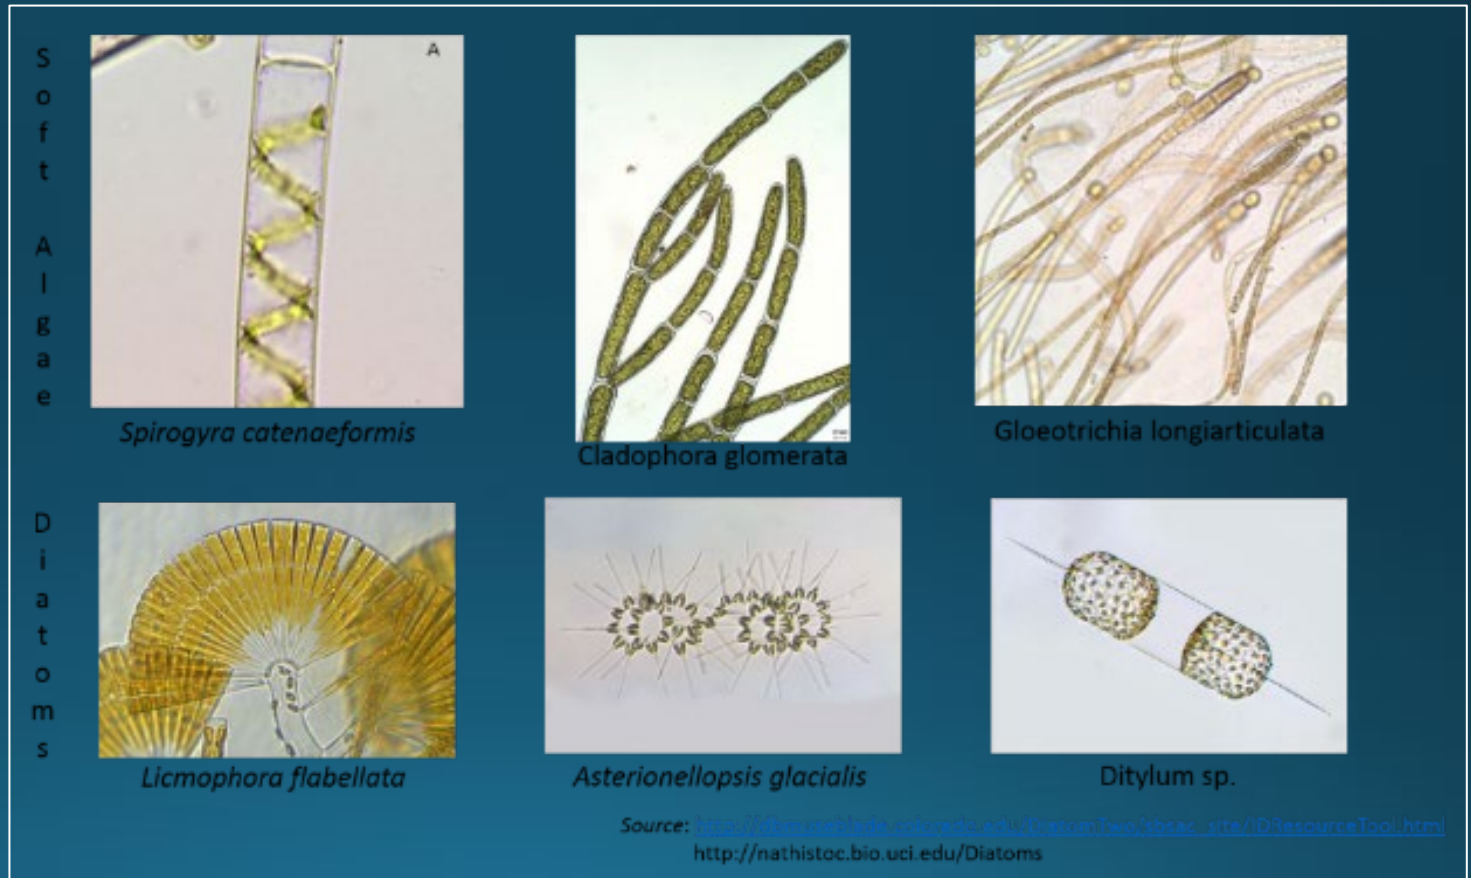 Soft Algae
A
Spirogyra catenaeformis
Cladophora glomerata
Gloeotrichia longiarticulata
Diatoms
Licmophora flabellata
Asterionellopsis glacialis
Ditylum sp.
Source:
http://nathistoc.bio.uci.edu/Diatoms